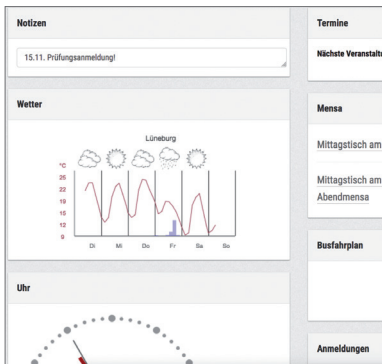 Notizen
15.11. Prüfungsanmeldung!
Wetter
Lüneburg
°C
26
22
19
15
12
9
Di Mi Do Fr Sa So
Uhr
Termine
Nächste
Mensa
Mittagstisch am
Mittagstisch am
Abendmensa
Busfahrplan
Anmeldungen